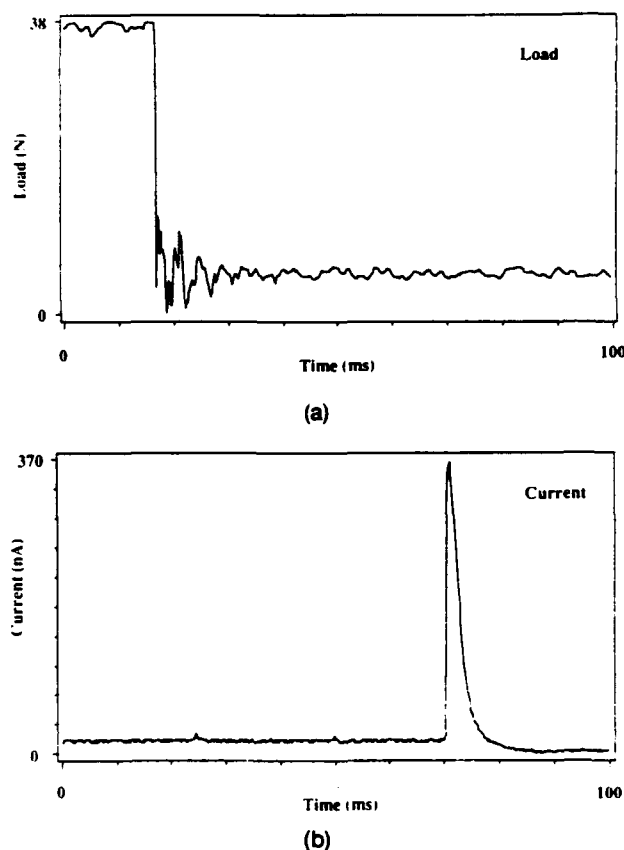 38
Load
Load (N)
0
0
100
Time (ms)
(a)
370
Current
Current (nA)
0
0
100
Time (ms)
(b)